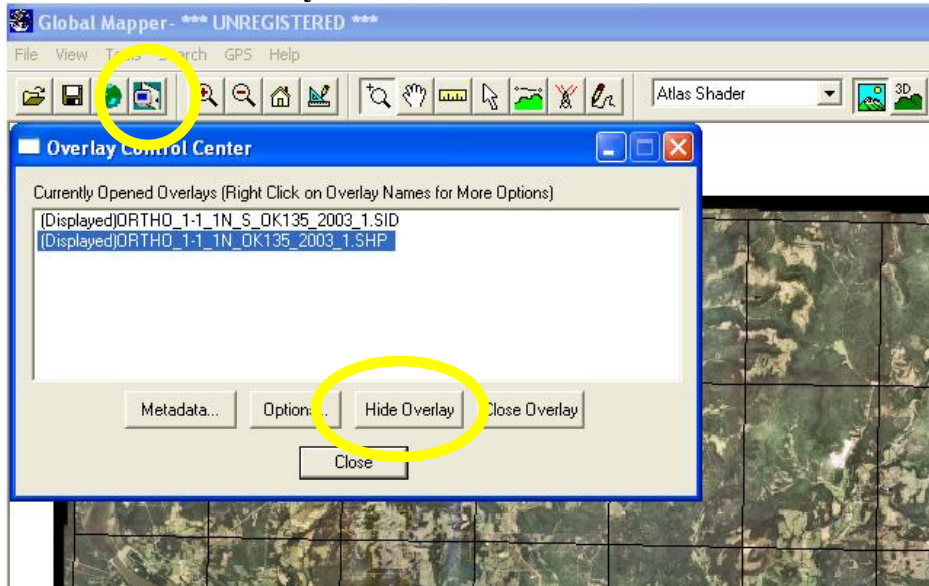 Global Mapper - *** UNREGISTERED ***
File View Tools Search GPS Help
Atlas Shader
3D
Overlay Control Center
Currently Opened Overlays (Right Click on Overlay Names for More Options)
(Displayed)ORTHO_1-1_1N_S_OK135_2003_1.SID
(Displayed)ORTHO_1-1_1N_OK135_2003_1.SHP
Metadata... Options... Hide Overlay Close Overlay
Close